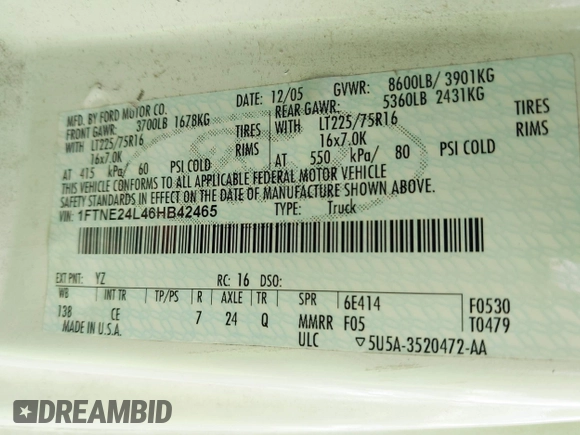 MFD. BY FORD MOTOR CO. DATE: 12/05 GVWR: 8600LB/ 3901KG
FRONT GAWR: 3700LB 1678KG REAR GAWR: 5360LB 2431KG
WITH LT225/75R16 TIRES WITH LT225/75R16 TIRES
16x7.0K RIMS 16x7.0K RIMS
AT 415 kPa/ 60 PSI COLD AT 550 kPa/ 80 PSI COLD
THIS VEHICLE CONFORMS TO ALL APPLICABLE FEDERAL MOTOR VEHICLE
SAFETY STANDARDS IN EFFECT ON THE DATE OF MANUFACTURE SHOWN ABOVE.
VIN: 1FTNE24L46HB42465 TYPE: Truck
EXT PNT: YZ RC: 16 DSO:
WB INT TR TP/PS R AXLE TR SPR 6E414 F0530
138 CE 7 24 Q MMRR F05 T0479
MADE IN U.S.A. ULC ▽5U5A-3520472-AA
DREAMBID